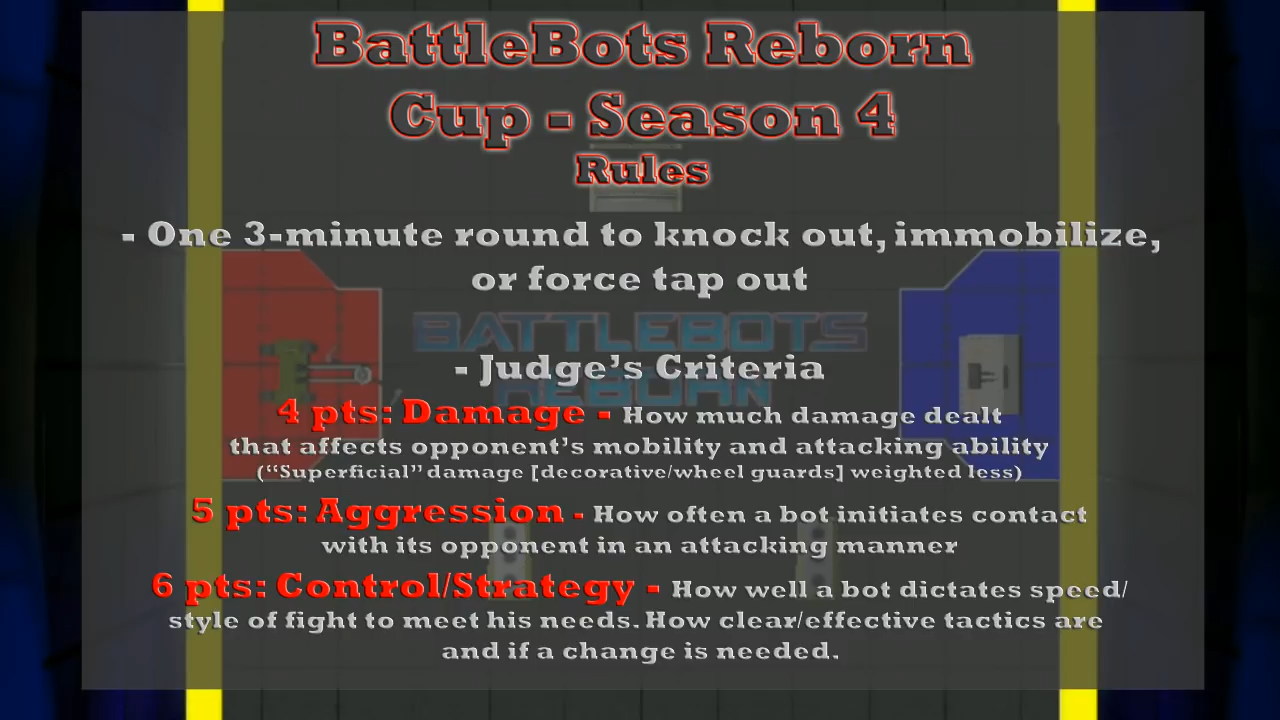 BattleBots Reborn
Cup - Season 4
Rules
- One 3-minute round to knock out, immobilize,
or force tap out
BATTLEBOTS
REBORN
- Judge's Criteria
4 pts: Damage - How much damage dealt
that affects opponent's mobility and attacking ability
("Superficial" damage [decorative/wheel guards] weighted less)
5 pts: Aggression - How often a bot initiates contact
with its opponent in an attacking manner
6 pts: Control/Strategy - How well a bot dictates speed/
style of fight to meet his needs. How clear/effective tactics are
and if a change is needed.